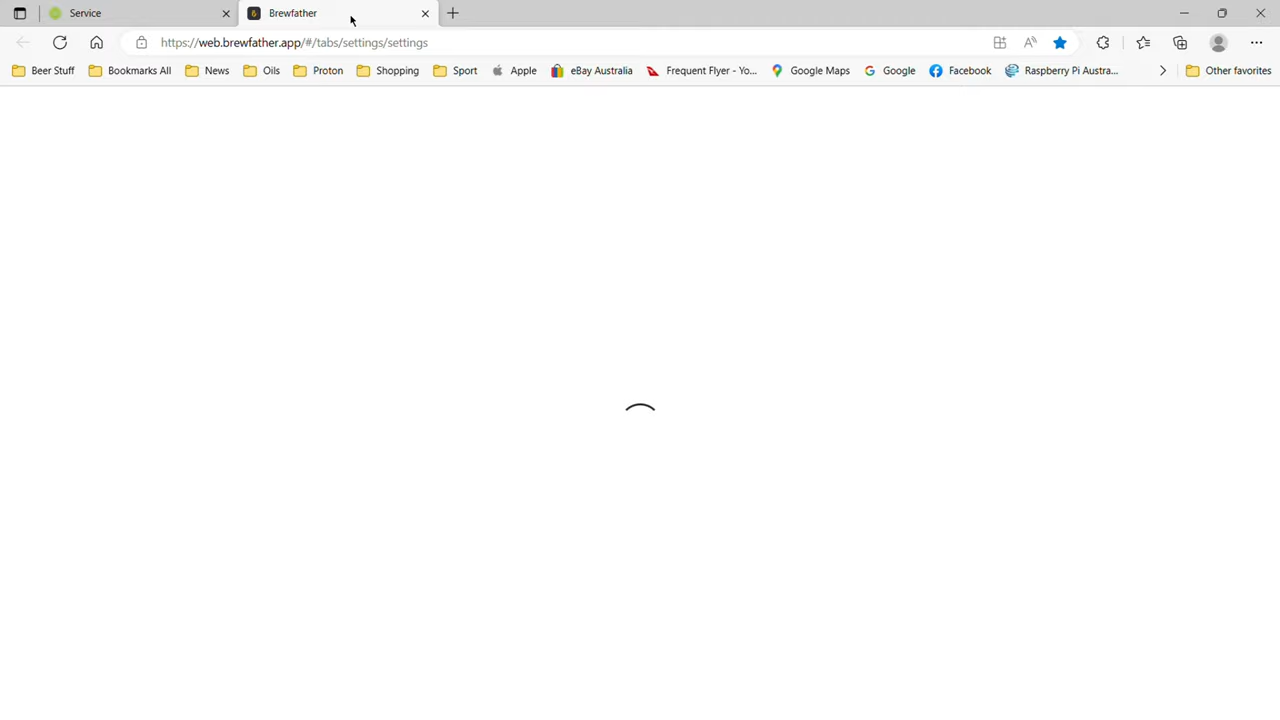 Service
Brewfather
https://web.brewfather.app/#/tabs/settings/settings
Beer Stuff Bookmarks All News Oils Proton Shopping Sport Apple eBay Australia Frequent Flyer - Yo... Google Maps Google Facebook Raspberry Pi Austra... Other favorites